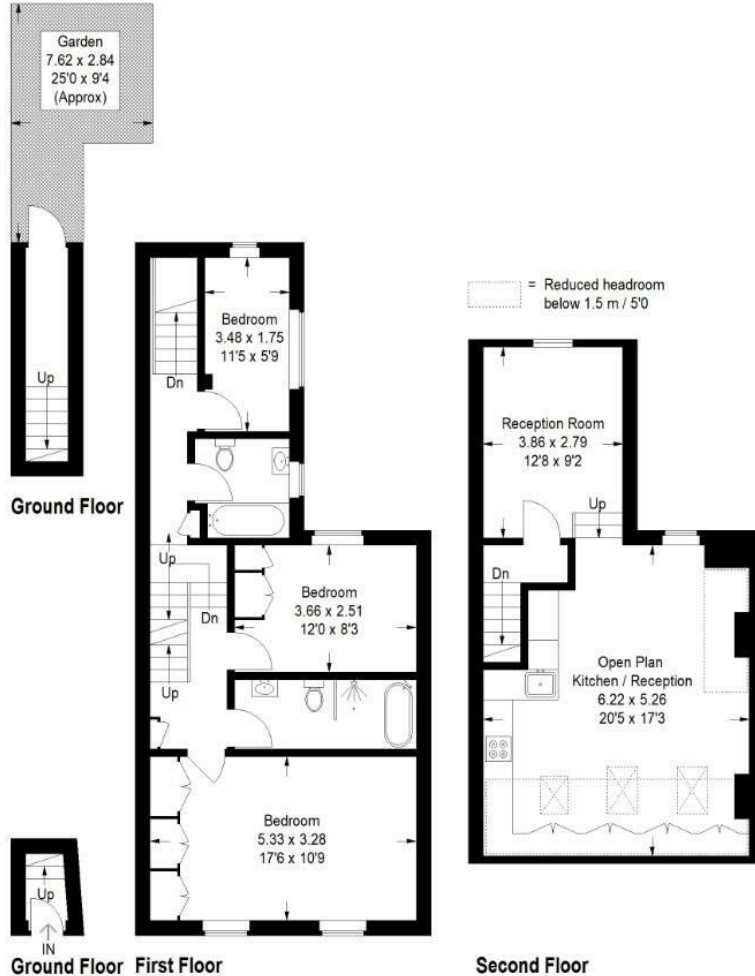 Garden
7.62 x 2.84
25'0 x 9'4
(Approx)
Up
Ground Floor
Up
IN
Ground Floor
Bedroom
3.48 x 1.75
11'5 x 5'9
Dn
Up
Dn
Up
Bedroom
3.66 x 2.51
12'0 x 8'3
Bedroom
5.33 x 3.28
17'6 x 10'9
First Floor
= Reduced headroom
below 1.5 m / 5'0
Reception Room
3.86 x 2.79
12'8 x 9'2
Up
Dn
Open Plan
Kitchen / Reception
6.22 x 5.26
20'5 x 17'3
Second Floor